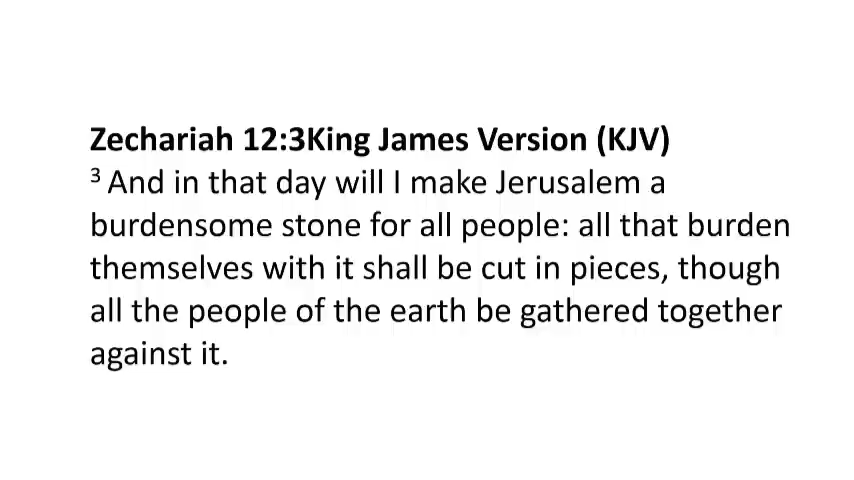 Zechariah 12:3King James Version (KJV)
3 And in that day will I make Jerusalem a
burdensome stone for all people: all that burden
themselves with it shall be cut in pieces, though
all the people of the earth be gathered together
against it.